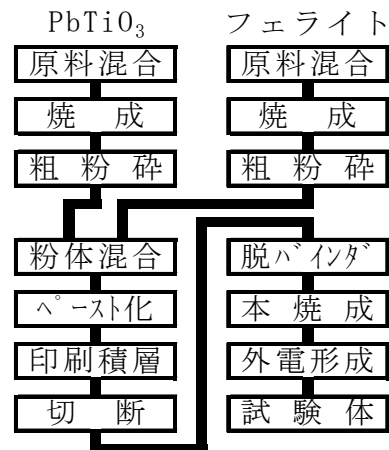 PbTiO₃
原料混合
焼成
粗粉砕
フェライト
原料混合
焼成
粗粉砕
粉体混合
ペースト化
印刷積層
切断
脱バインダ
本焼成
外電形成
試験体